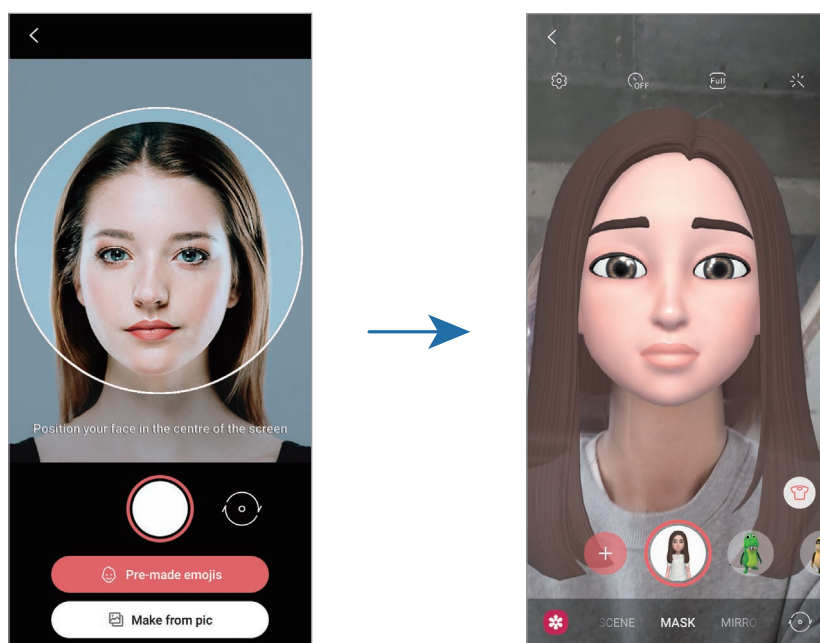 Position your face in the centre of the screen
Pre-made emojis
Make from pic
OFF
Full
SCENE
MASK
MIRRO